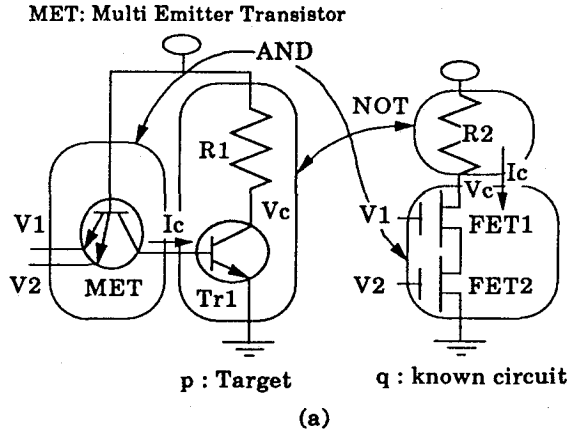 MET: Multi Emitter Transistor
AND
NOT
R1
R2
Ic
Vc
V1
Ic
Vc
V1
FET1
V2
MET
Tr1
V2
FET2
p : Target
q : known circuit
(a)